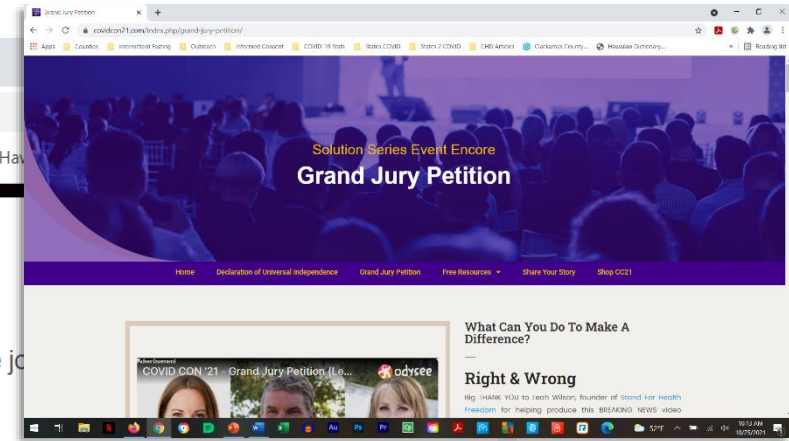 Grand Jury Petition
covidcon21.com/index.php/grand-jury-petition/
Apps Counties Intermittent Fasting Outreach Informed Consent COVID 19 Stats States COVID States 2 COVID CHD Articles Clackamas County... Hawaiian Dictionary... » Reading list
Hav
Solution Series Event Encore
Grand Jury Petition
Home Declaration of Universal Independence Grand Jury Petition Free Resources Share Your Story Shop CC21
jo
What Can You Do To Make A
Difference?
Right & Wrong
Big THANK YOU to Leah Wilson, founder of Stand For Health
Freedom for helping produce this BREAKING NEWS video
Advertisement
COVID CON '21 - Grand Jury Petition (Le... odysee
52°F 10:13 AM
10/25/2021